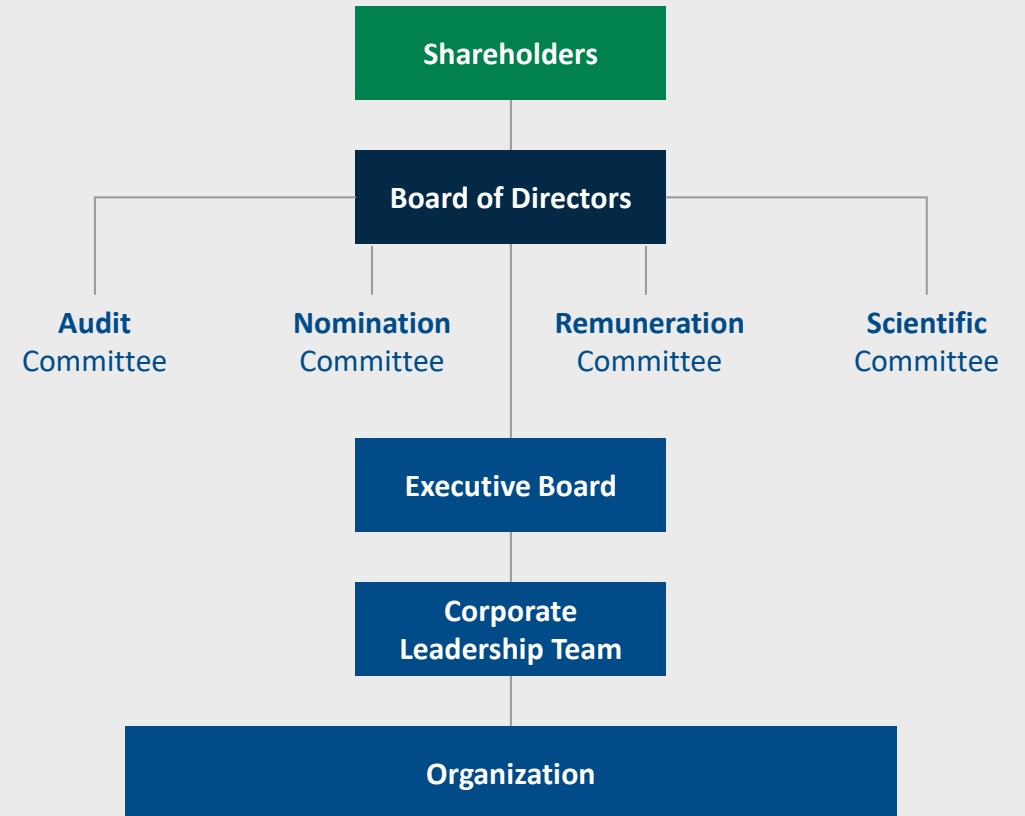 Shareholders
Board of Directors
Audit
Committee
Nomination
Committee
Remuneration
Committee
Scientific
Committee
Executive Board
Corporate
Leadership Team
Organization